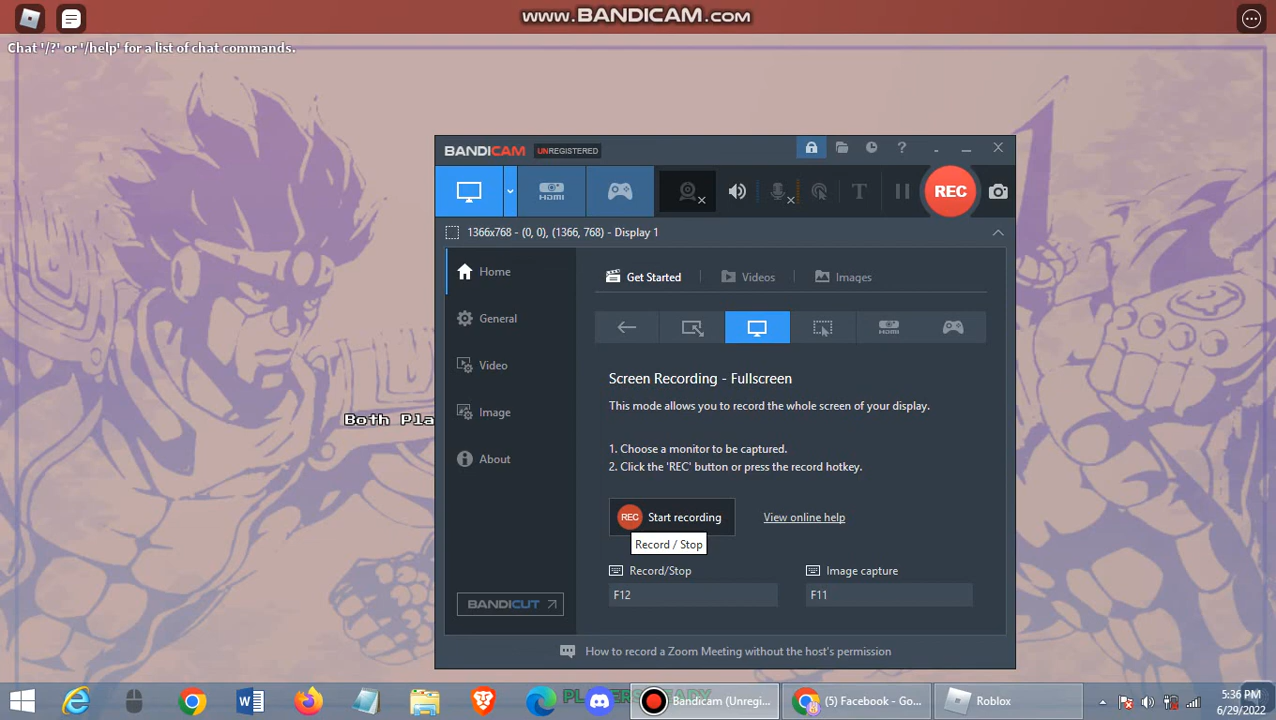 www.BANDICAM.com
Chat '/?' or '/help' for a list of chat commands.
BANDICAM UNREGISTERED
HDMI
T
REC
1366x768 - (0, 0), (1366, 768) - Display 1
Home
General
Video
Image
About
BANDICUT
Get Started
Videos
Images
HDMI
Screen Recording - Fullscreen
This mode allows you to record the whole screen of your display.
1. Choose a monitor to be captured.
2. Click the 'REC' button or press the record hotkey.
REC Start recording
View online help
Record / Stop
Record/Stop
Image capture
F12
F11
How to record a Zoom Meeting without the host's permission
Both Pla
Bandicam (Unregi...
(5) Facebook - Go...
Roblox
5:36 PM
6/29/2022